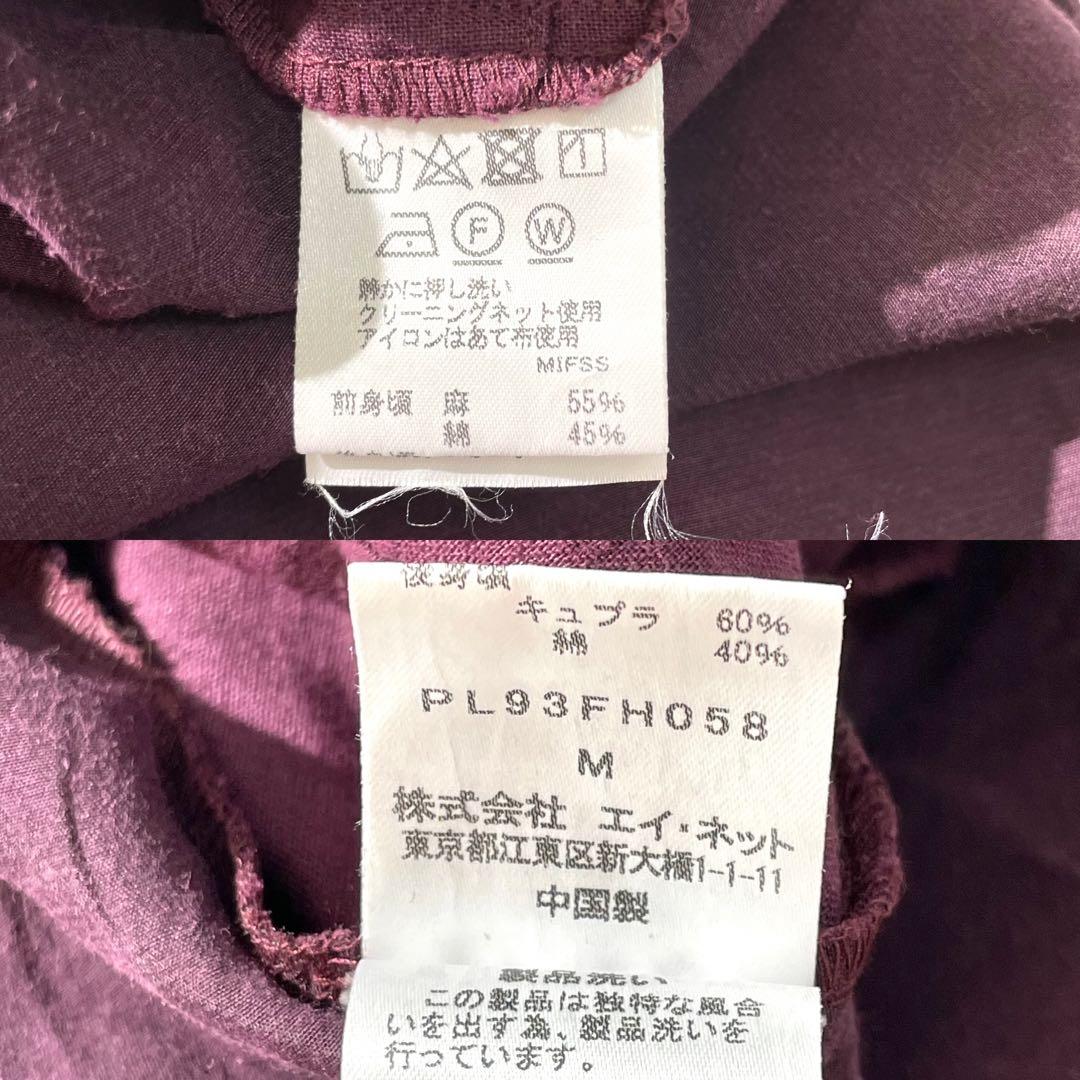 F W
静かに押し洗い
クリーニングネット使用
アイロンはあて布使用
MIFSS
前身頃 麻 55%
綿 45%
後身頃
キュプラ 60%
綿 40%
PL93FH058
M
株式会社 エイ・ネット
東京都江東区新大橋1-1-11
中国製
製品洗い
この製品は独特な風合
いを出す為、製品洗いを
行っています。